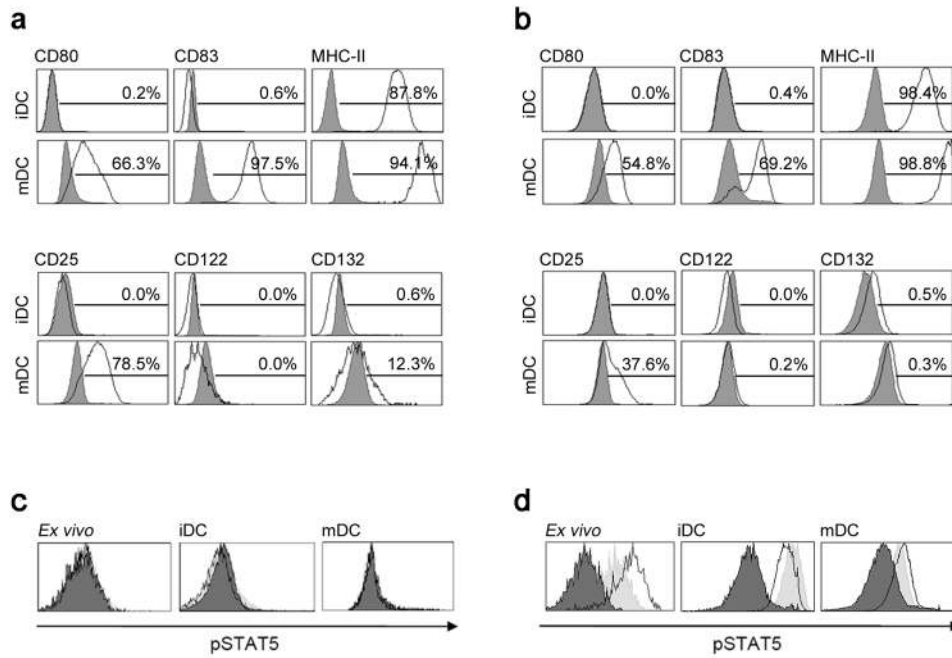 a
CD80 CD83 MHC-II
iDC 0.2% 0.6% 87.8%
mDC 66.3% 97.5% 94.1%
CD25 CD122 CD132
iDC 0.0% 0.0% 0.6%
mDC 78.5% 0.0% 12.3%
b
CD80 CD83 MHC-II
iDC 0.0% 0.4% 98.4%
mDC 54.8% 69.2% 98.8%
CD25 CD122 CD132
iDC 0.0% 0.0% 0.5%
mDC 37.6% 0.2% 0.3%
c
Ex vivo iDC mDC
pSTAT5
d
Ex vivo iDC mDC
pSTAT5